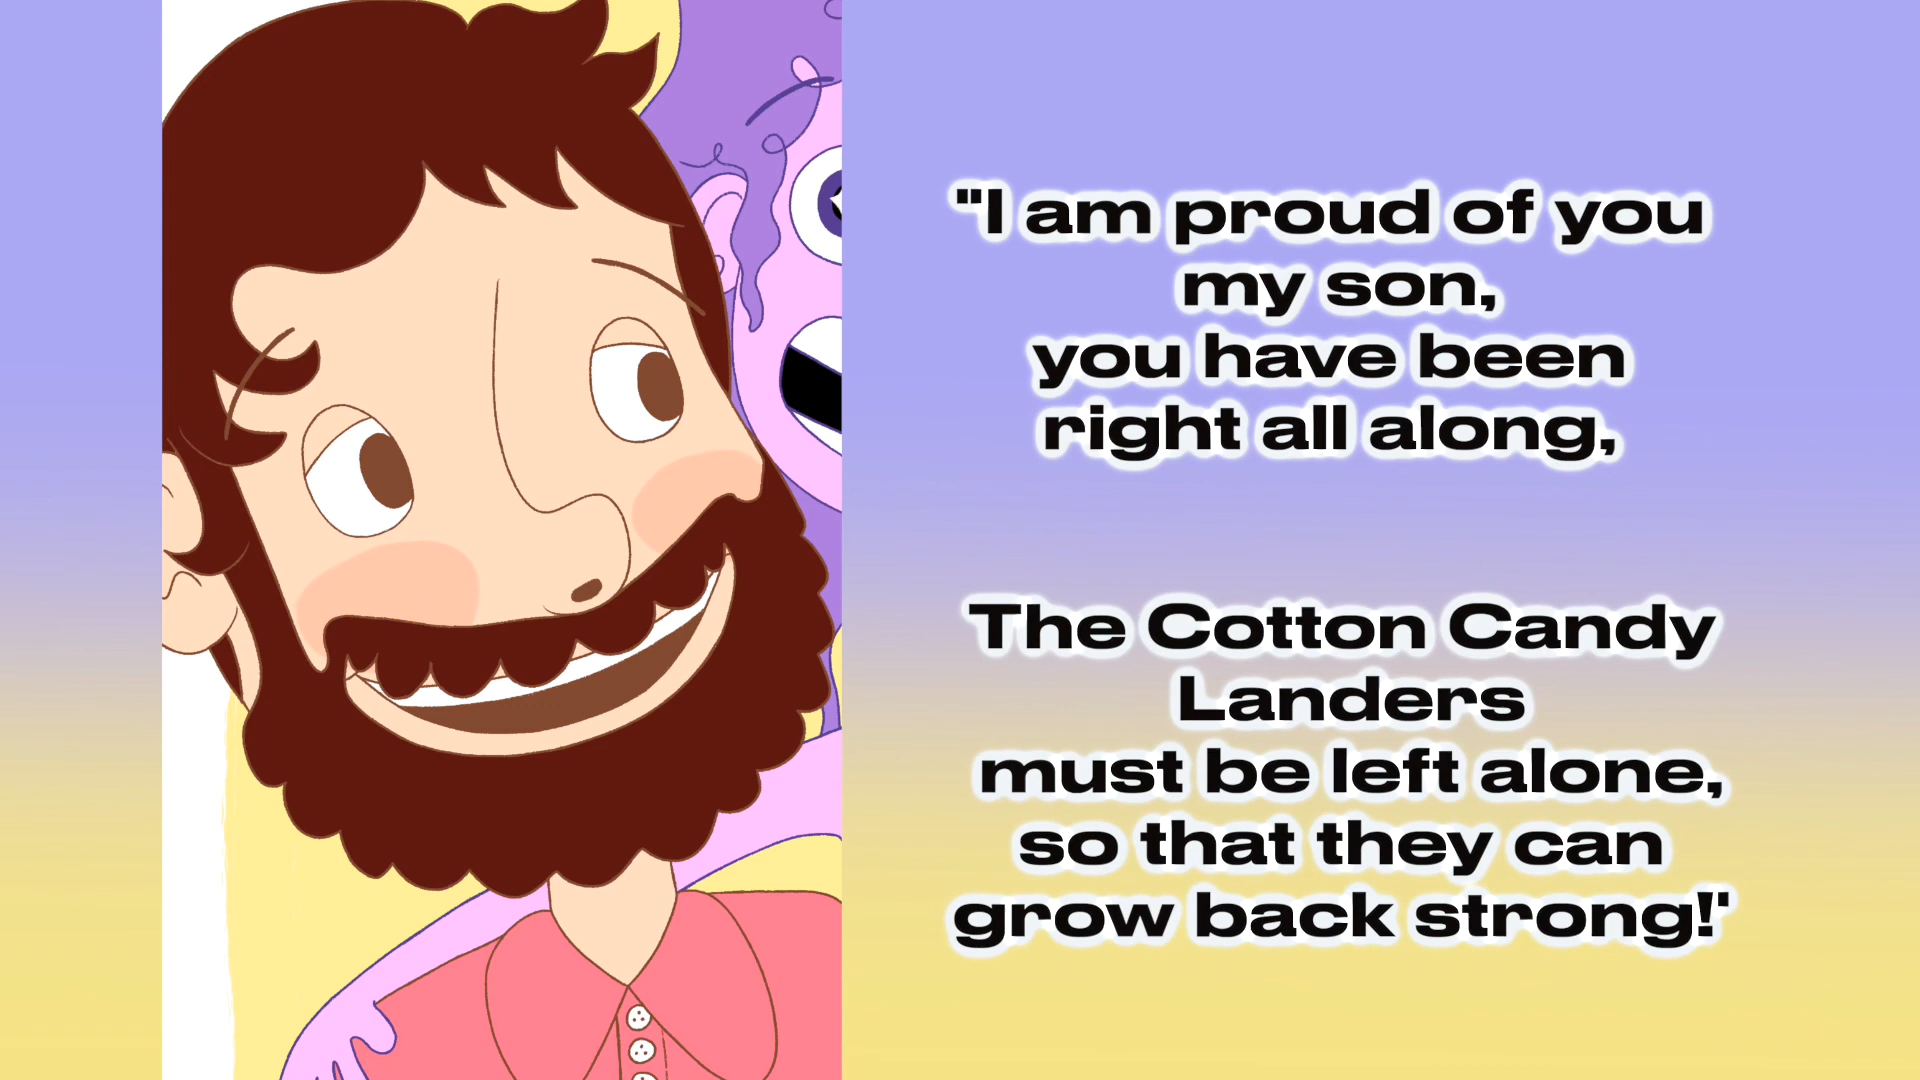 "I am proud of you
my son,
you have been
right all along,
The Cotton Candy
Landers
must be left alone,
so that they can
grow back strong!'